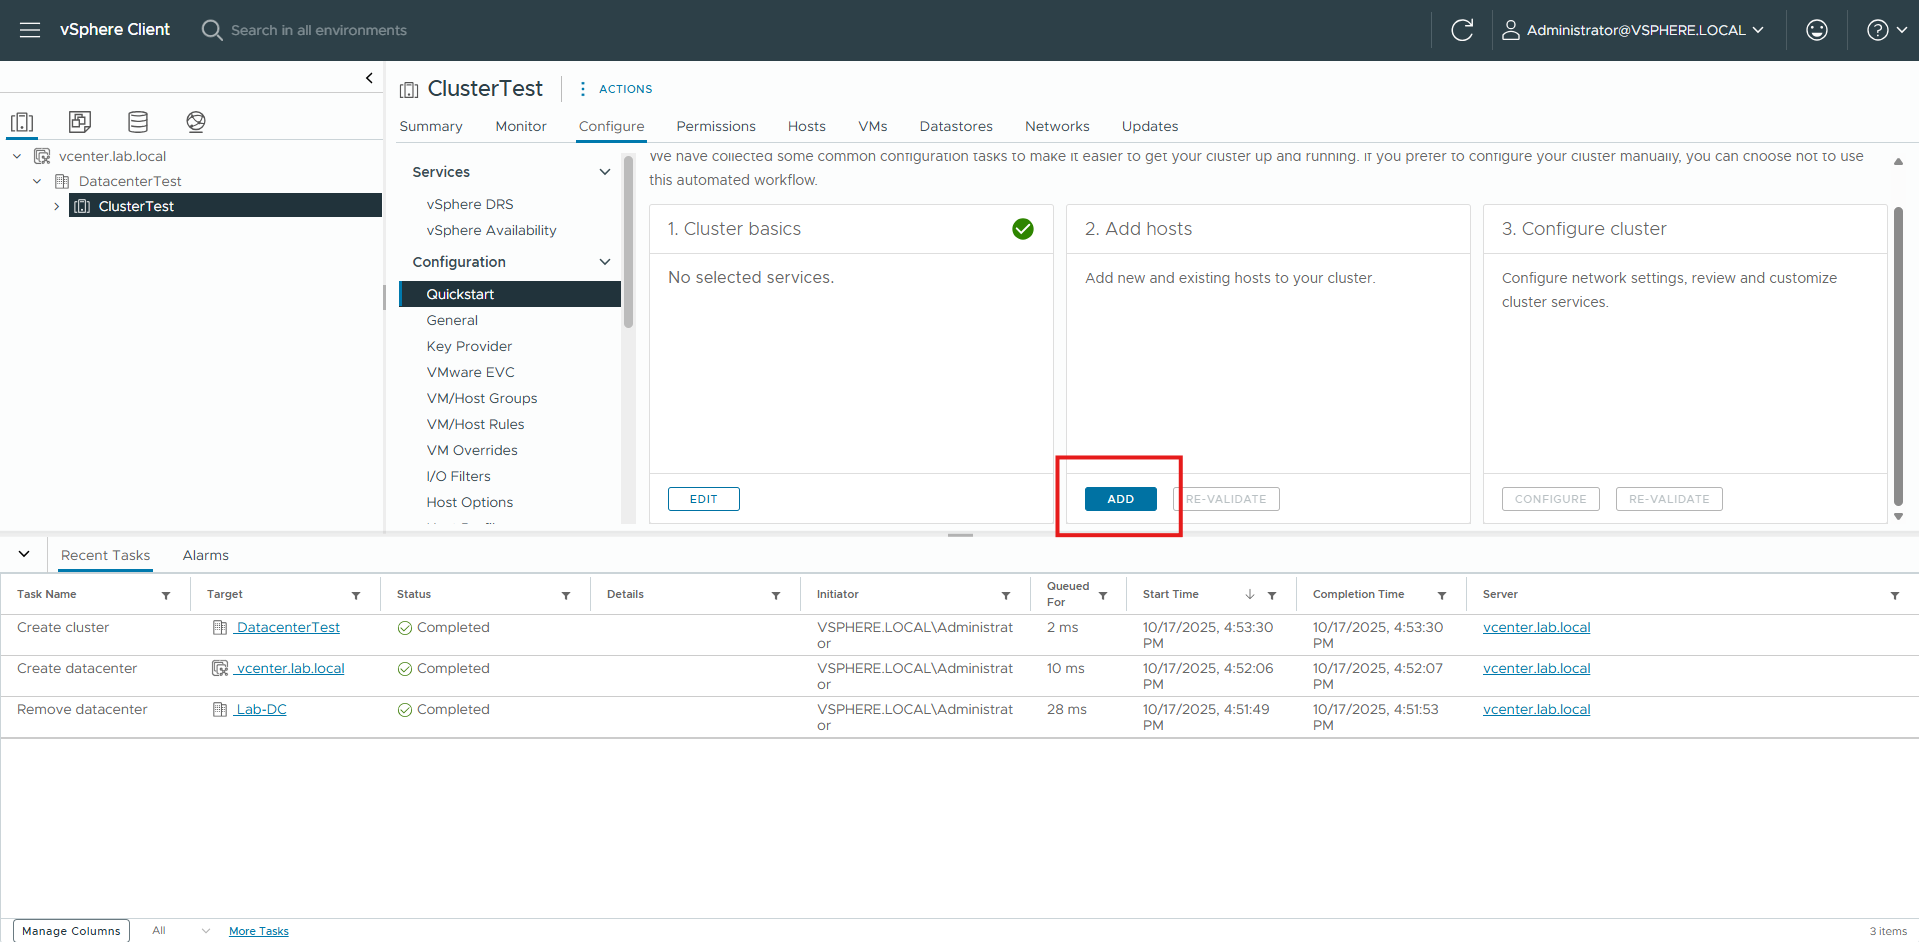 vSphere Client
Search in all environments
Administrator@VSPHERE.LOCAL
vcenter.lab.local
DatacenterTest
ClusterTest
ClusterTest
ACTIONS
Summary
Monitor
Configure
Permissions
Hosts
VMs
Datastores
Networks
Updates
Services
vSphere DRS
vSphere Availability
Configuration
Quickstart
General
Key Provider
VMware EVC
VM/Host Groups
VM/Host Rules
VM Overrides
I/O Filters
Host Options
We have collected some common configuration tasks to make it easier to get your cluster up and running. If you prefer to configure your cluster manually, you can choose not to use
this automated workflow.
1. Cluster basics
No selected services.
EDIT
2. Add hosts
Add new and existing hosts to your cluster.
ADD
RE-VALIDATE
3. Configure cluster
Configure network settings, review and customize
cluster services.
CONFIGURE
RE-VALIDATE
Recent Tasks
Alarms
Task Name
Target
Status
Details
Initiator
Queued
For
Start Time
Completion Time
Server
Create cluster
DatacenterTest
Completed
VSPHERE.LOCAL\Administrat
or
2 ms
10/17/2025, 4:53:30
PM
10/17/2025, 4:53:30
PM
vcenter.lab.local
Create datacenter
vcenter.lab.local
Completed
VSPHERE.LOCAL\Administrat
or
10 ms
10/17/2025, 4:52:06
PM
10/17/2025, 4:52:07
PM
vcenter.lab.local
Remove datacenter
Lab-DC
Completed
VSPHERE.LOCAL\Administrat
or
28 ms
10/17/2025, 4:51:49
PM
10/17/2025, 4:51:53
PM
vcenter.lab.local
Manage Columns
All
More Tasks
3 items